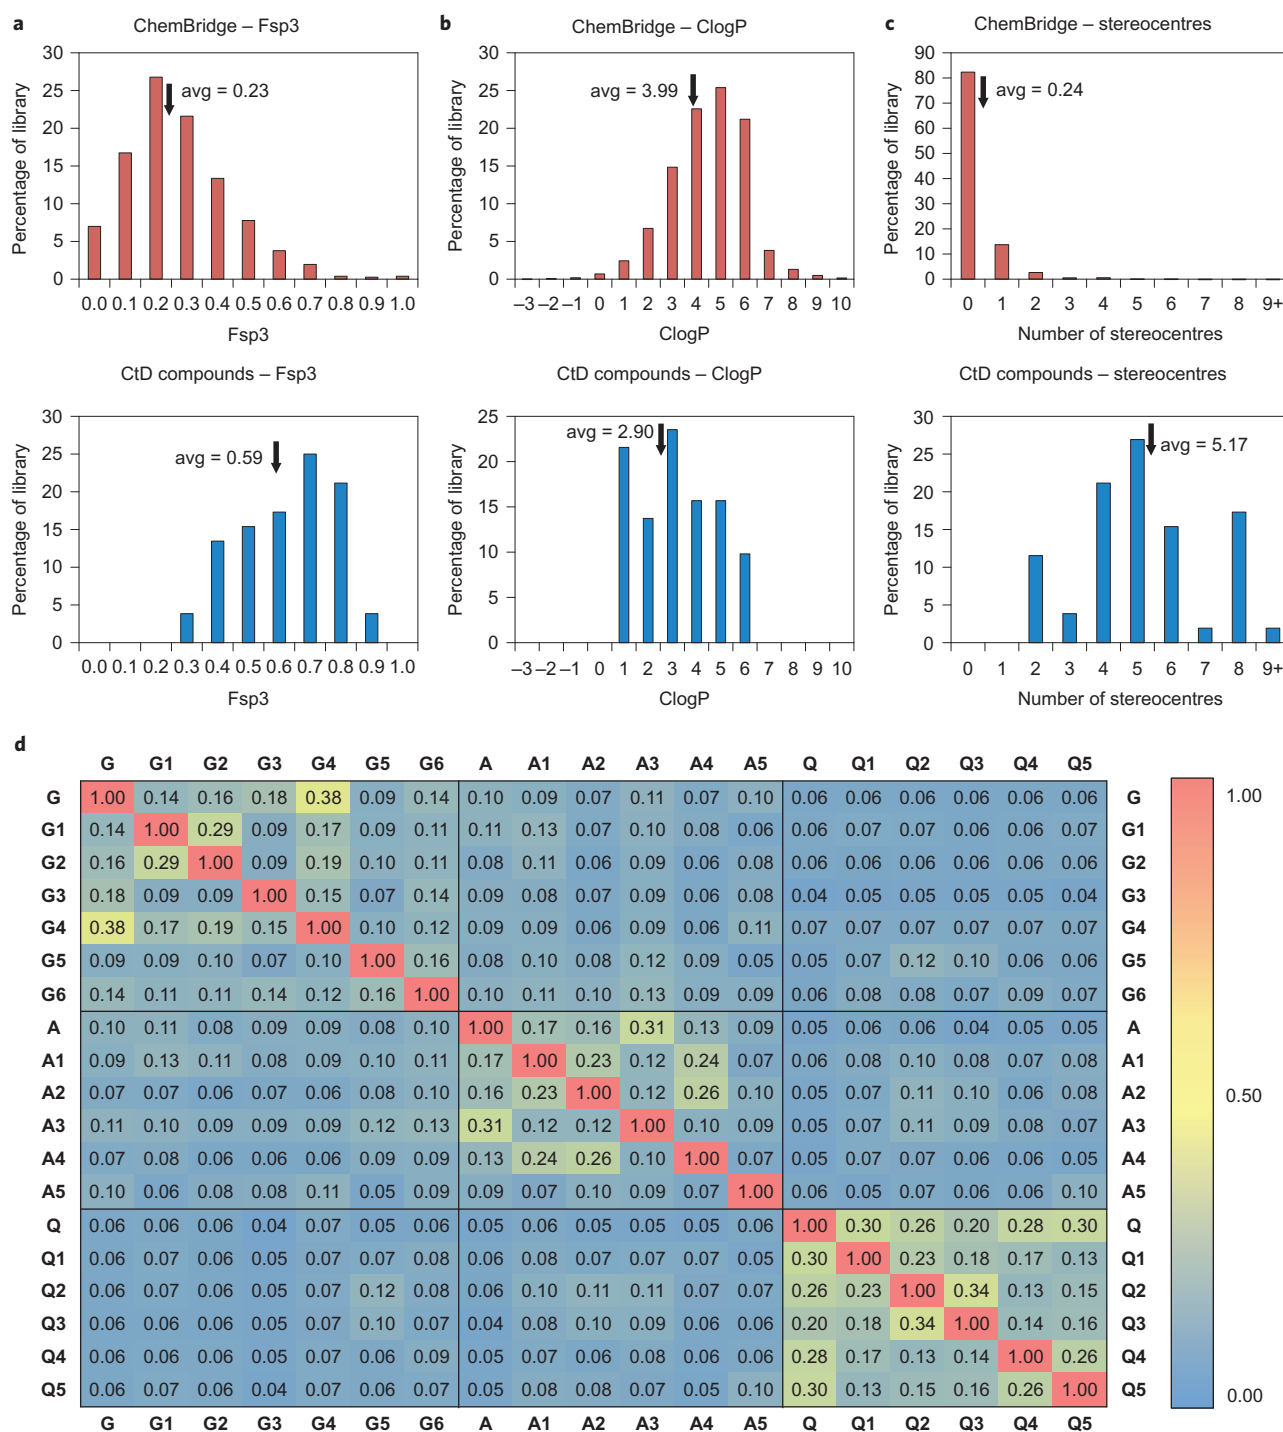 a
ChemBridge – Fsp3
30
25
20
15
10
5
0
Percentage of library
avg = 0.23
0.0 0.1 0.2 0.3 0.4 0.5 0.6 0.7 0.8 0.9 1.0
Fsp3
b
ChemBridge – ClogP
30
25
20
15
10
5
0
Percentage of library
avg = 3.99
–3 –2 –1 0 1 2 3 4 5 6 7 8 9 10
ClogP
c
ChemBridge – stereocentres
90
80
70
60
50
40
30
20
10
0
Percentage of library
avg = 0.24
0 1 2 3 4 5 6 7 8 9+
Number of stereocentres
CtD compounds – Fsp3
30
25
20
15
10
5
0
Percentage of library
avg = 0.59
0.0 0.1 0.2 0.3 0.4 0.5 0.6 0.7 0.8 0.9 1.0
Fsp3
CtD compounds – ClogP
25
20
15
10
5
0
Percentage of library
avg = 2.90
–3 –2 –1 0 1 2 3 4 5 6 7 8 9 10
ClogP
CtD compounds – stereocentres
30
25
20
15
10
5
0
Percentage of library
avg = 5.17
0 1 2 3 4 5 6 7 8 9+
Number of stereocentres
d
G G1 G2 G3 G4 G5 G6 A A1 A2 A3 A4 A5 Q Q1 Q2 Q3 Q4 Q5
G 1.00 0.14 0.16 0.18 0.38 0.09 0.14 0.10 0.09 0.07 0.11 0.07 0.10 0.06 0.06 0.06 0.06 0.06 0.06 G
G1 0.14 1.00 0.29 0.09 0.17 0.09 0.11 0.11 0.13 0.07 0.10 0.08 0.06 0.06 0.07 0.07 0.06 0.06 0.07 G1
G2 0.16 0.29 1.00 0.09 0.19 0.10 0.11 0.08 0.11 0.06 0.09 0.06 0.08 0.06 0.06 0.06 0.06 0.06 0.06 G2
G3 0.18 0.09 0.09 1.00 0.15 0.07 0.14 0.09 0.08 0.07 0.09 0.06 0.08 0.04 0.05 0.05 0.05 0.05 0.04 G3
G4 0.38 0.17 0.19 0.15 1.00 0.10 0.12 0.09 0.09 0.06 0.09 0.06 0.11 0.07 0.07 0.07 0.07 0.07 0.07 G4
G5 0.09 0.09 0.10 0.07 0.10 1.00 0.16 0.08 0.10 0.08 0.12 0.09 0.05 0.05 0.07 0.12 0.10 0.06 0.06 G5
G6 0.14 0.11 0.11 0.14 0.12 0.16 1.00 0.10 0.11 0.10 0.13 0.09 0.09 0.06 0.08 0.08 0.07 0.09 0.07 G6
A 0.10 0.11 0.08 0.09 0.09 0.08 0.10 1.00 0.17 0.16 0.31 0.13 0.09 0.05 0.06 0.06 0.04 0.05 0.05 A
A1 0.09 0.13 0.11 0.08 0.09 0.10 0.11 0.17 1.00 0.23 0.12 0.24 0.07 0.06 0.08 0.10 0.08 0.07 0.08 A1
A2 0.07 0.07 0.06 0.07 0.06 0.08 0.10 0.16 0.23 1.00 0.12 0.26 0.10 0.05 0.07 0.11 0.10 0.06 0.08 A2
A3 0.11 0.10 0.09 0.09 0.09 0.12 0.13 0.31 0.12 0.12 1.00 0.10 0.09 0.05 0.07 0.11 0.09 0.08 0.07 A3
A4 0.07 0.08 0.06 0.06 0.06 0.09 0.09 0.13 0.24 0.26 0.10 1.00 0.07 0.05 0.07 0.07 0.06 0.06 0.05 A4
A5 0.10 0.06 0.08 0.08 0.11 0.05 0.09 0.09 0.07 0.10 0.09 0.07 1.00 0.06 0.05 0.07 0.06 0.06 0.10 A5
Q 0.06 0.06 0.06 0.04 0.07 0.05 0.06 0.05 0.06 0.05 0.05 0.05 0.06 1.00 0.30 0.26 0.20 0.28 0.30 Q
Q1 0.06 0.07 0.06 0.05 0.07 0.07 0.08 0.06 0.08 0.07 0.07 0.07 0.05 0.30 1.00 0.23 0.18 0.17 0.13 Q1
Q2 0.06 0.07 0.06 0.05 0.07 0.12 0.08 0.06 0.10 0.11 0.11 0.07 0.07 0.26 0.23 1.00 0.34 0.13 0.15 Q2
Q3 0.06 0.06 0.06 0.05 0.07 0.10 0.07 0.04 0.08 0.10 0.09 0.06 0.06 0.20 0.18 0.34 1.00 0.14 0.16 Q3
Q4 0.06 0.06 0.06 0.05 0.07 0.06 0.09 0.05 0.07 0.06 0.08 0.06 0.06 0.28 0.17 0.13 0.14 1.00 0.26 Q4
Q5 0.06 0.07 0.06 0.04 0.07 0.06 0.07 0.05 0.08 0.08 0.07 0.05 0.10 0.30 0.13 0.15 0.16 0.26 1.00 Q5
G G1 G2 G3 G4 G5 G6 A A1 A2 A3 A4 A5 Q Q1 Q2 Q3 Q4 Q5
1.00
0.50
0.00